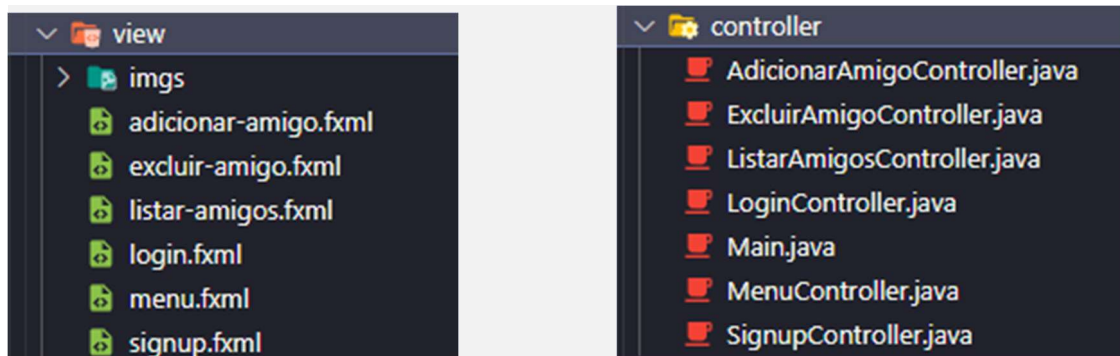 view
imgs
adicionar-amigo.fxml
excluir-amigo.fxml
listar-amigos.fxml
login.fxml
menu.fxml
signup.fxml
controller
AdicionarAmigoController.java
ExcluirAmigoController.java
ListarAmigosController.java
LoginController.java
Main.java
MenuController.java
SignupController.java